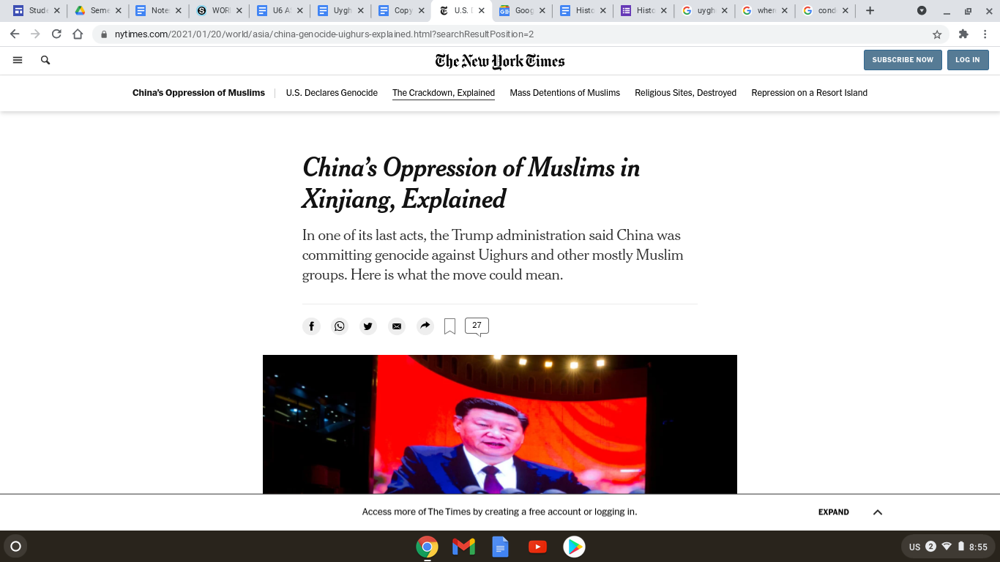 Stude
Seme
Note
WOR
U6 A
Uygh
Copy
U.S.
Goog
Histo
Histo
uygh
wher
cond
nytimes.com/2021/01/20/world/asia/china-genocide-uighurs-explained.html?searchResultPosition=2
The New York Times
SUBSCRIBE NOW
LOG IN
China's Oppression of Muslims
U.S. Declares Genocide
The Crackdown, Explained
Mass Detentions of Muslims
Religious Sites, Destroyed
Repression on a Resort Island
China's Oppression of Muslims in
Xinjiang, Explained
In one of its last acts, the Trump administration said China was
committing genocide against Uighurs and other mostly Muslim
groups. Here is what the move could mean.
27
Access more of The Times by creating a free account or logging in.
EXPAND
US 2 8:55